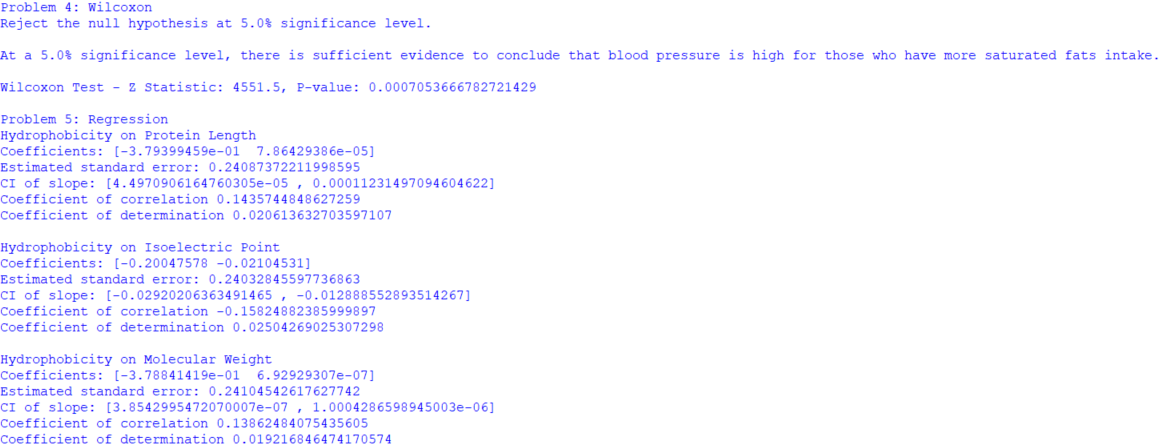 Problem 4: Wilcoxon
Reject the null hypothesis at 5.0% significance level.
At a 5.0% significance level, there is sufficient evidence to conclude that blood pressure is high for those who have more saturated fats intake.
Wilcoxon Test - Z Statistic: 4551.5, P-value: 0.0007053666782721429
Problem 5: Regression
Hydrophobicity on Protein Length
Coefficients: [-3.79399459e-01  7.86429386e-05]
Estimated standard error: 0.24087372211998595
CI of slope: [4.4970906164760305e-05 , 0.00011231497094604622]
Coefficient of correlation 0.1435744848627259
Coefficient of determination 0.020613632703597107
Hydrophobicity on Isoelectric Point
Coefficients: [-0.20047578 -0.02104531]
Estimated standard error: 0.24032845597736863
CI of slope: [-0.02920206363491465 , -0.012888552893514267]
Coefficient of correlation -0.15824882385999897
Coefficient of determination 0.02504269025307298
Hydrophobicity on Molecular Weight
Coefficients: [-3.78841419e-01  6.92929307e-07]
Estimated standard error: 0.24104542617627742
CI of slope: [3.8542995472070007e-07 , 1.0004286598945003e-06]
Coefficient of correlation 0.13862484075435605
Coefficient of determination 0.019216846474170574